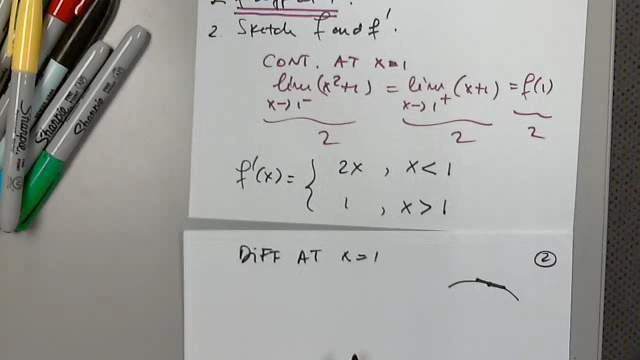 2. Sketch f and f'.
CONT. AT x=1
lim (x²+1) = lim (x+1) = f(1)
x→1⁻ x→1⁺
2 2 2
f'(x) = { 2x , x < 1
1 , x > 1
DIFF AT x=1
2
Sharpie
Sharpie
Sharpie